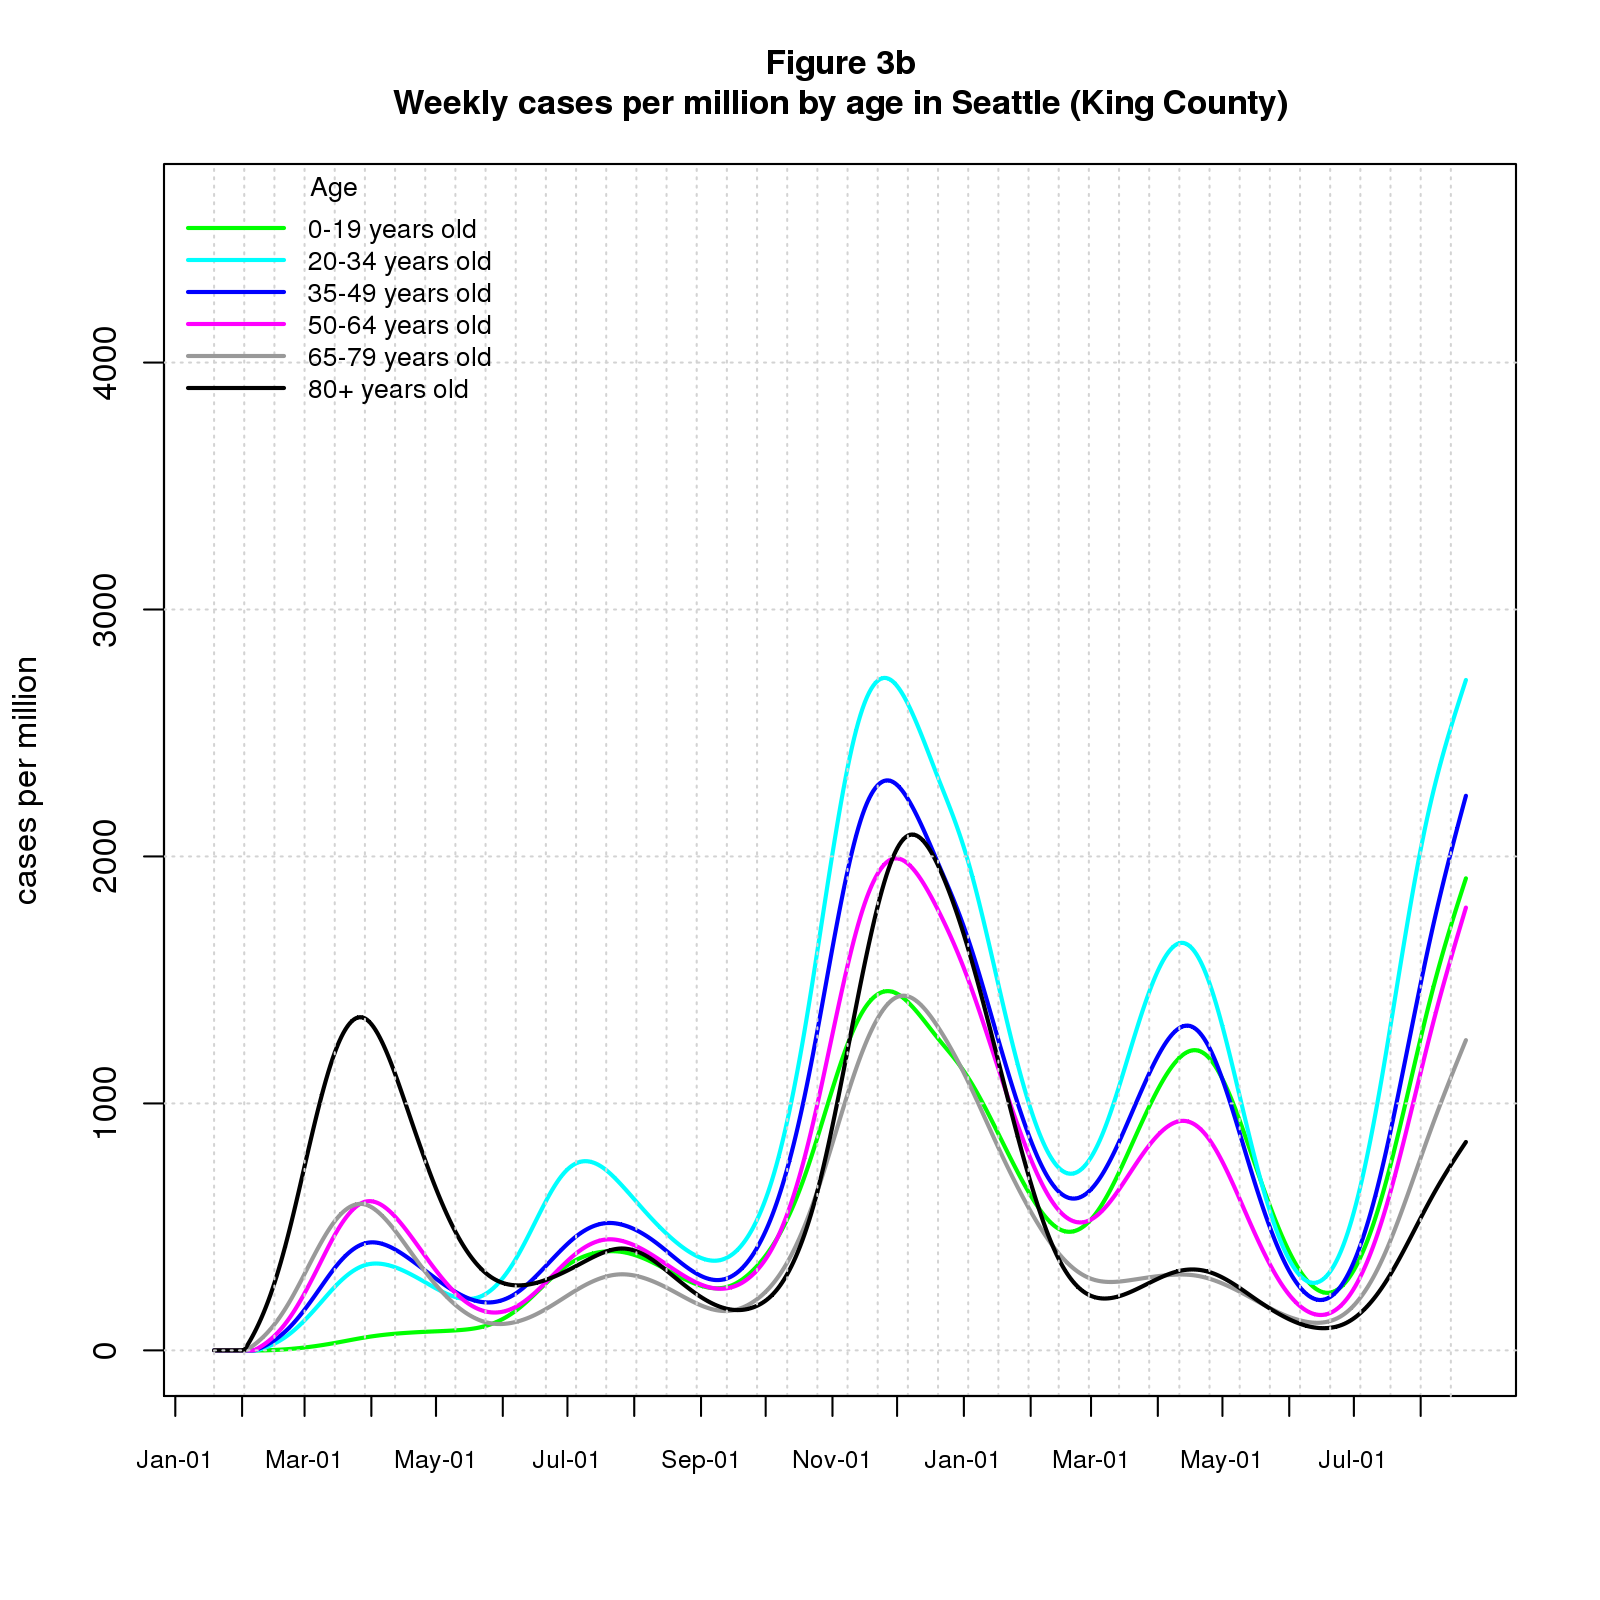 Figure 3b
Weekly cases per million by age in Seattle (King County)
Age
0-19 years old
20-34 years old
35-49 years old
50-64 years old
65-79 years old
80+ years old
cases per million
4000
3000
2000
1000
0
Jan-01 Mar-01 May-01 Jul-01 Sep-01 Nov-01 Jan-01 Mar-01 May-01 Jul-01